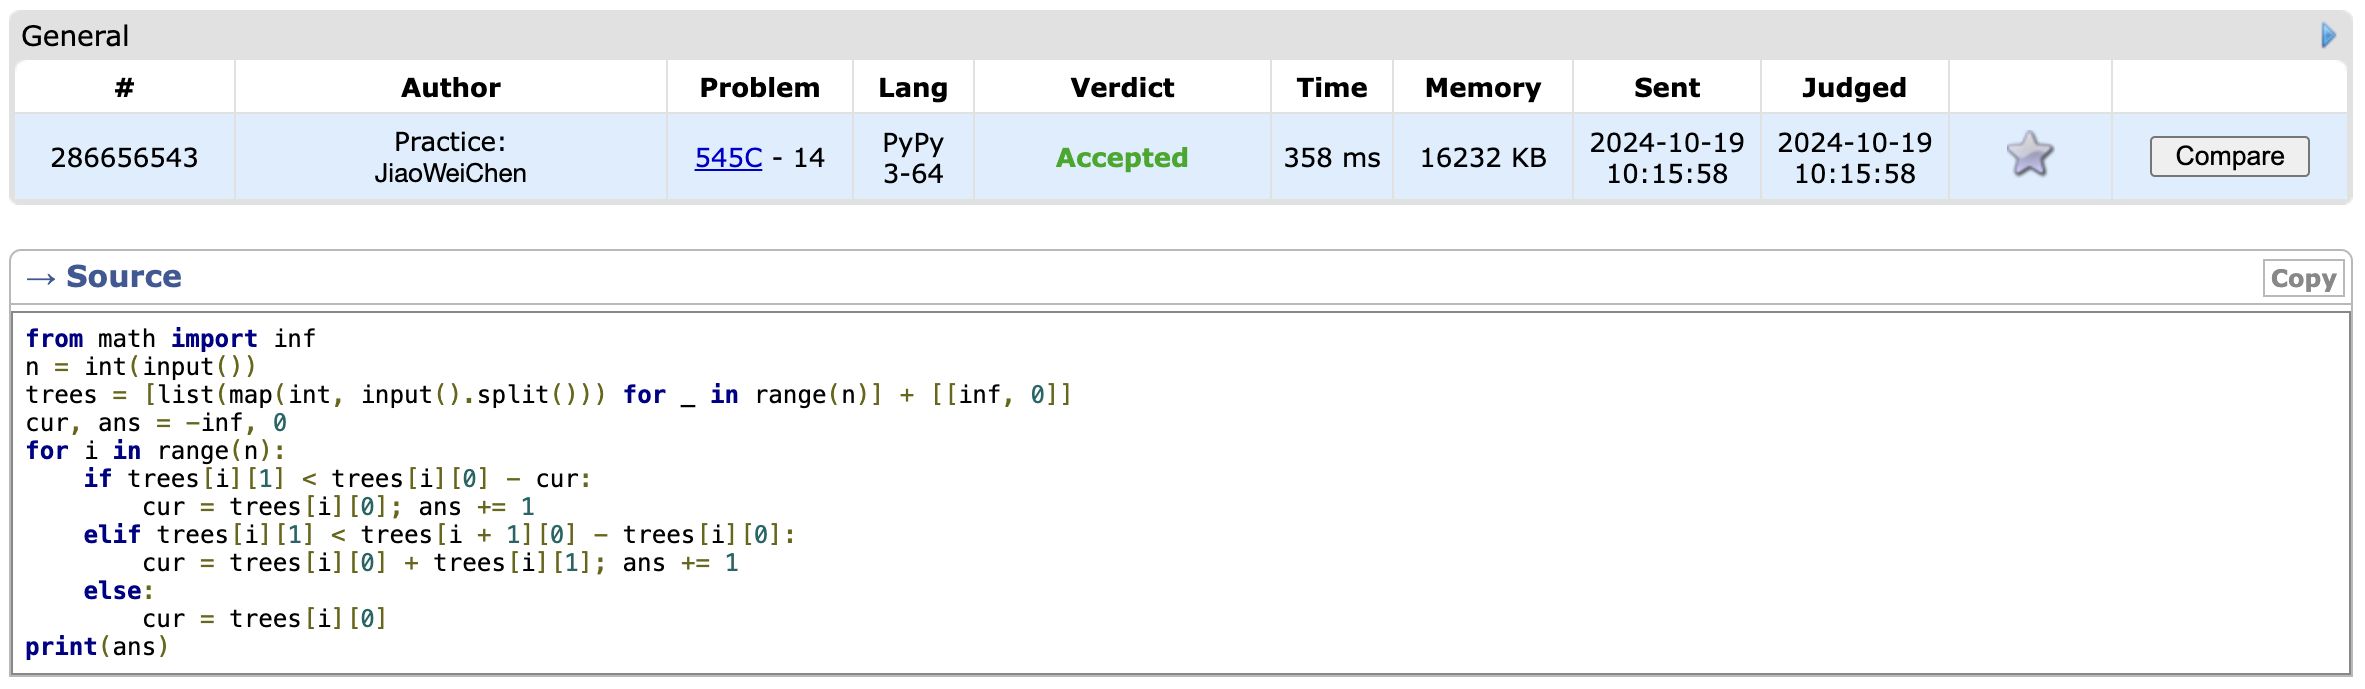 General
# Author Problem Lang Verdict Time Memory Sent Judged
286656543 Practice: JiaoWeiChen 545C - 14 PyPy 3-64 Accepted 358 ms 16232 KB 2024-10-19 10:15:58 2024-10-19 10:15:58 Compare
→ Source Copy
from math import inf
n = int(input())
trees = [list(map(int, input().split())) for _ in range(n)] + [[inf, 0]]
cur, ans = -inf, 0
for i in range(n):
    if trees[i][1] < trees[i][0] - cur:
        cur = trees[i][0]; ans += 1
    elif trees[i][1] < trees[i + 1][0] - trees[i][0]:
        cur = trees[i][0] + trees[i][1]; ans += 1
    else:
        cur = trees[i][0]
print(ans)